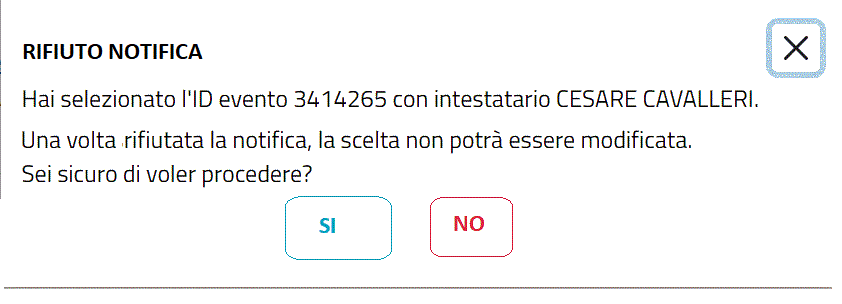 RIFIUTO NOTIFICA
Hai selezionato l'ID evento 3414265 con intestatario CESARE CAVALLERI.
Una volta rifiutata la notifica, la scelta non potrà essere modificata.
Sei sicuro di voler procedere?
SI NO